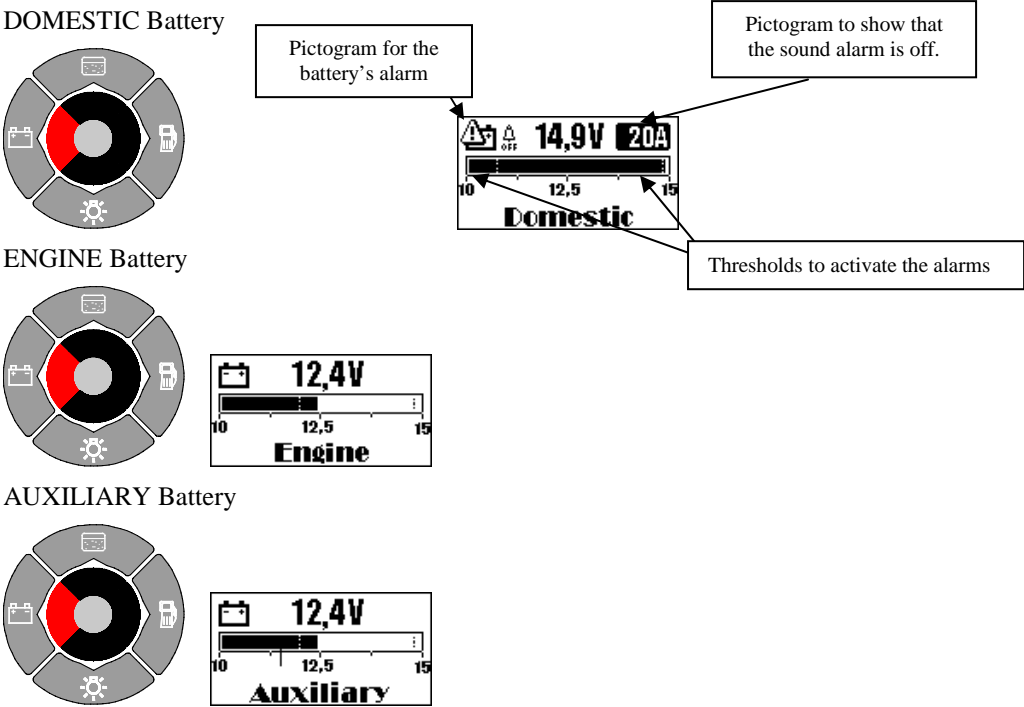 DOMESTIC Battery
Pictogram for the
battery’s alarm
Pictogram to show that
the sound alarm is off.
OFF 14,9V 20A
10 12,5 15
Domestic
Thresholds to activate the alarms
ENGINE Battery
12,4V
10 12,5 15
Engine
AUXILIARY Battery
12,4V
10 12,5 15
Auxiliary